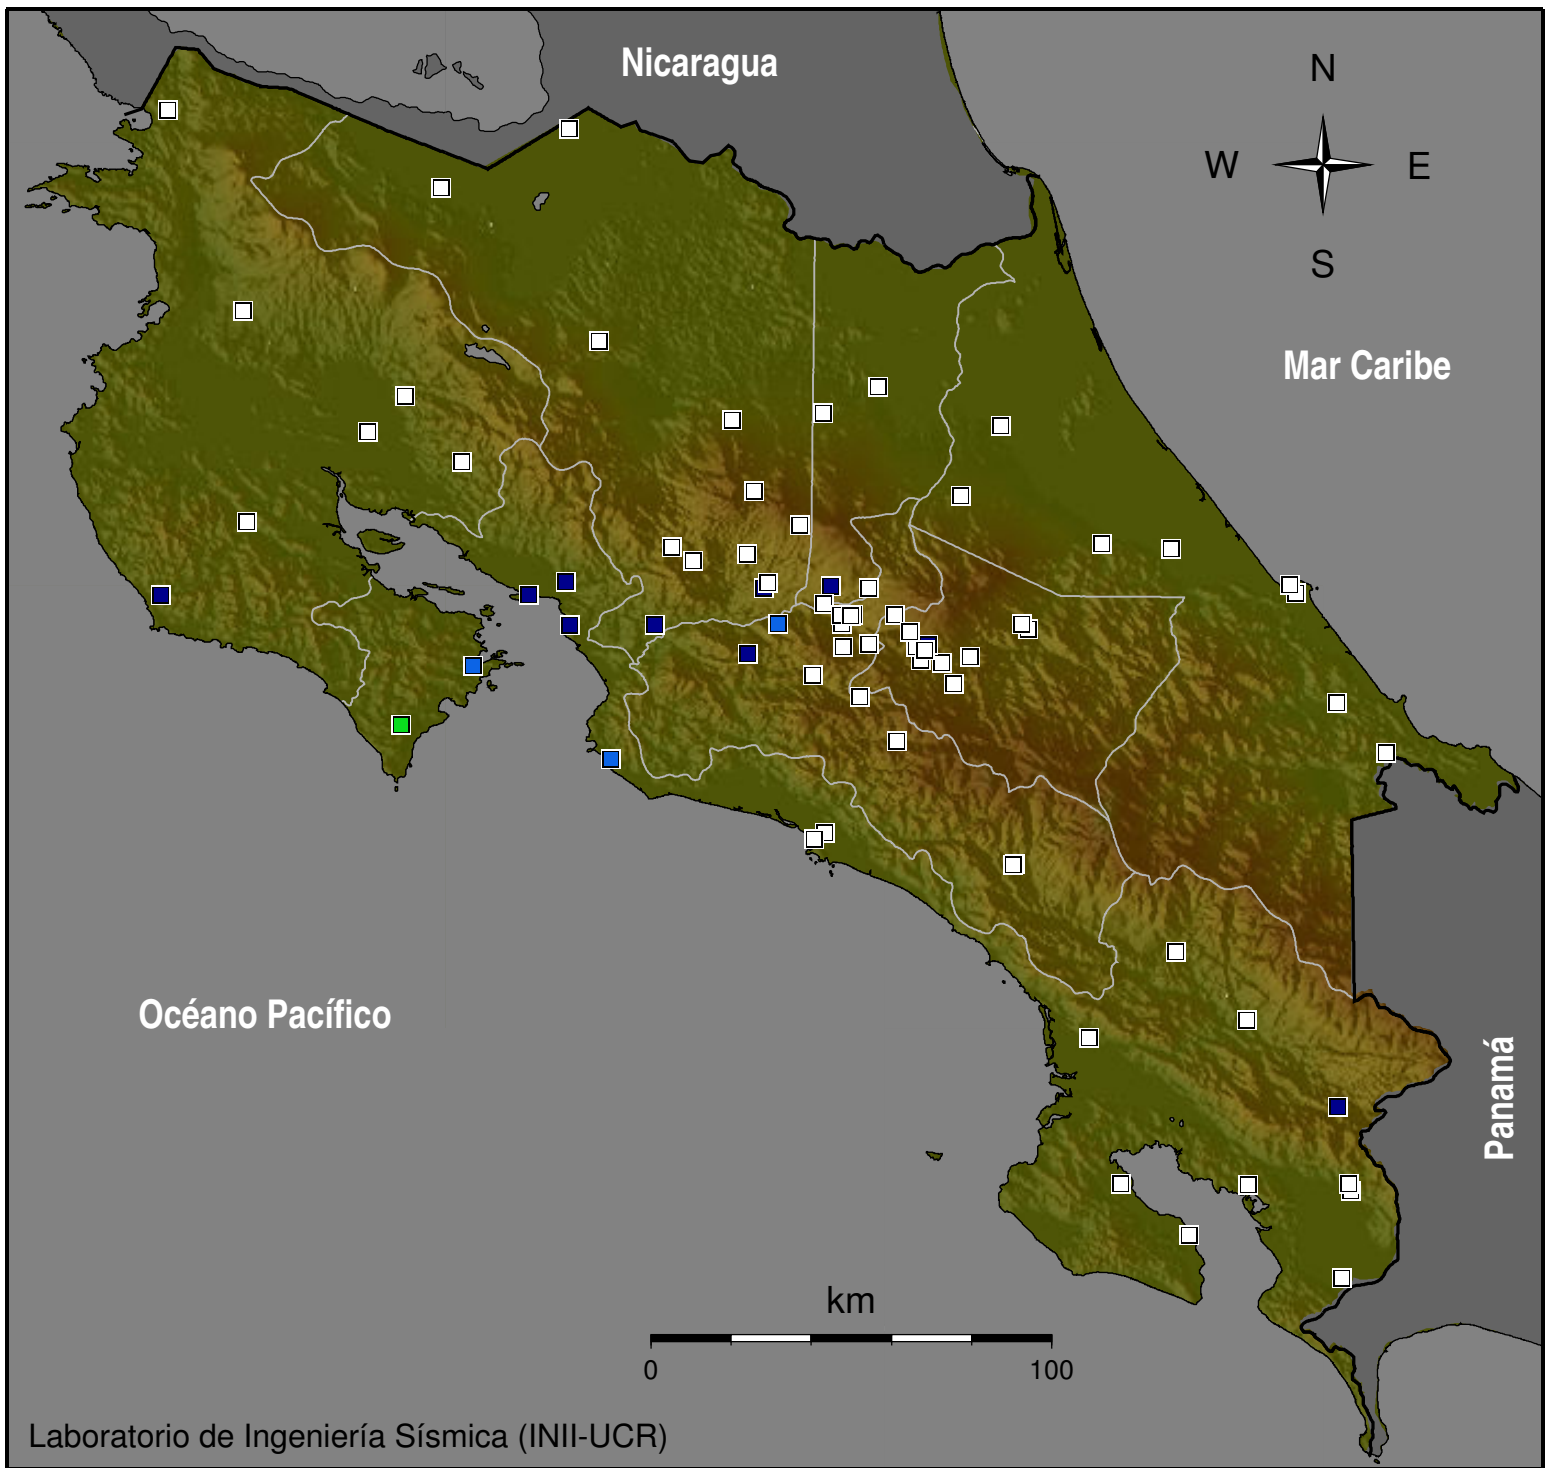 Nicaragua
N
W
E
S
Mar Caribe
Océano Pacífico
Panamá
km
0
100
Laboratorio de Ingeniería Sísmica (INII-UCR)